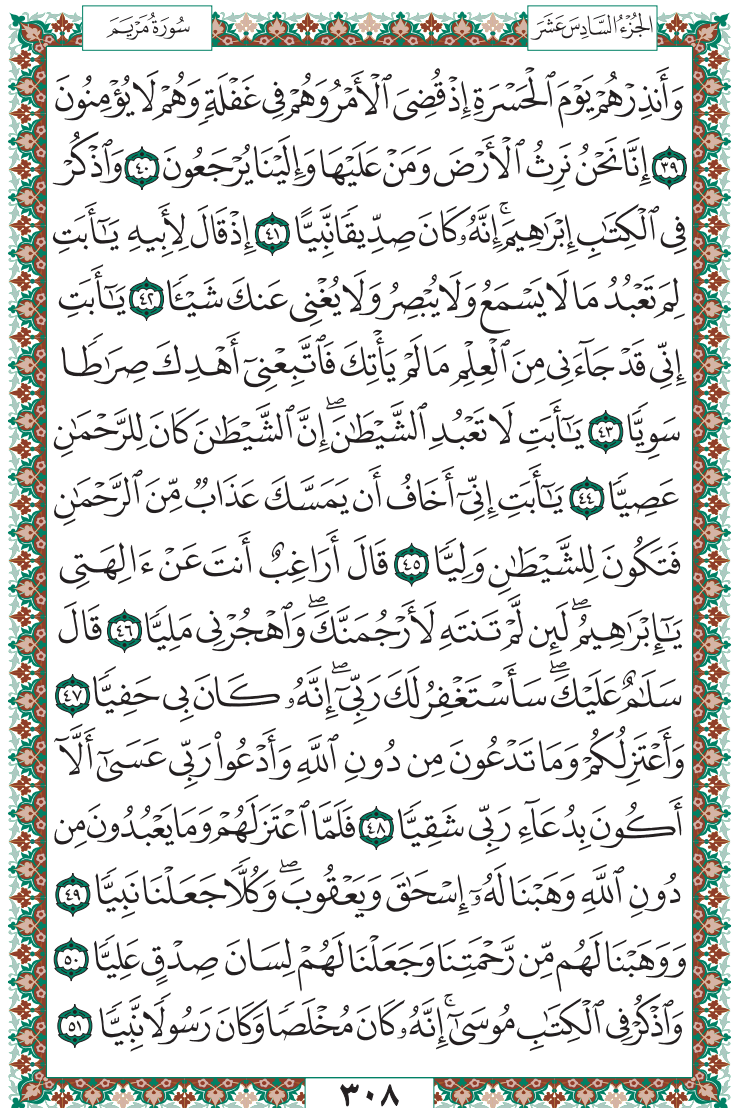 الجُزْءُ السَّادِسَ عَشَرَ
سُورَةُ مَرْيَمَ
وَأَنذِرْهُمْ يَوْمَ ٱلْحَسْرَةِ إِذْ قُضِيَ ٱلْأَمْرُ وَهُمْ فِي غَفْلَةٍ وَهُمْ لَا يُؤْمِنُونَ
٣٩ إِنَّا نَحْنُ نَرِثُ ٱلْأَرْضَ وَمَنْ عَلَيْهَا وَإِلَيْنَا يُرْجَعُونَ ٤٠ وَٱذْكُرْ
فِي ٱلْكِتَٰبِ إِبْرَٰهِيمَۚ إِنَّهُۥ كَانَ صِدِّيقًا نَّبِيًّا ٤١ إِذْ قَالَ لِأَبِيهِ يَٰٓأَبَتِ
لِمَ تَعْبُدُ مَا لَا يَسْمَعُ وَلَا يُبْصِرُ وَلَا يُغْنِي عَنكَ شَيْـًٔا ٤٢ يَٰٓأَبَتِ
إِنِّي قَدْ جَآءَنِي مِنَ ٱلْعِلْمِ مَا لَمْ يَأْتِكَ فَٱتَّبِعْنِيٓ أَهْدِكَ صِرَٰطًا
سَوِيًّا ٤٣ يَٰٓأَبَتِ لَا تَعْبُدِ ٱلشَّيْطَٰنَۖ إِنَّ ٱلشَّيْطَٰنَ كَانَ لِلرَّحْمَٰنِ
عَصِيًّا ٤٤ يَٰٓأَبَتِ إِنِّيٓ أَخَافُ أَن يَمَسَّكَ عَذَابٌ مِّنَ ٱلرَّحْمَٰنِ
فَتَكُونَ لِلشَّيْطَٰنِ وَلِيًّا ٤٥ قَالَ أَرَاغِبٌ أَنتَ عَنْ ءَالِهَتِي
يَٰٓإِبْرَٰهِيمُۖ لَئِن لَّمْ تَنتَهِ لَأَرْجُمَنَّكَۖ وَٱهْجُرْنِي مَلِيًّا ٤٦ قَالَ
سَلَٰمٌ عَلَيْكَۖ سَأَسْتَغْفِرُ لَكَ رَبِّيٓۖ إِنَّهُۥ كَانَ بِي حَفِيًّا ٤٧
وَأَعْتَزِلُكُمْ وَمَا تَدْعُونَ مِن دُونِ ٱللَّهِ وَأَدْعُوا۟ رَبِّي عَسَىٰٓ أَلَّآ
أَكُونَ بِدُعَآءِ رَبِّي شَقِيًّا ٤٨ فَلَمَّا ٱعْتَزَلَهُمْ وَمَا يَعْبُدُونَ مِن
دُونِ ٱللَّهِ وَهَبْنَا لَهُۥٓ إِسْحَٰقَ وَيَعْقُوبَۖ وَكُلًّا جَعَلْنَا نَبِيًّا ٤٩
وَوَهَبْنَا لَهُم مِّن رَّحْمَتِنَا وَجَعَلْنَا لَهُمْ لِسَانَ صِدْقٍ عَلِيًّا ٥٠
وَٱذْكُرْ فِي ٱلْكِتَٰبِ مُوسَىٰٓۚ إِنَّهُۥ كَانَ مُخْلَصًا وَكَانَ رَسُولًا نَّبِيًّا ٥١
٣٠٨